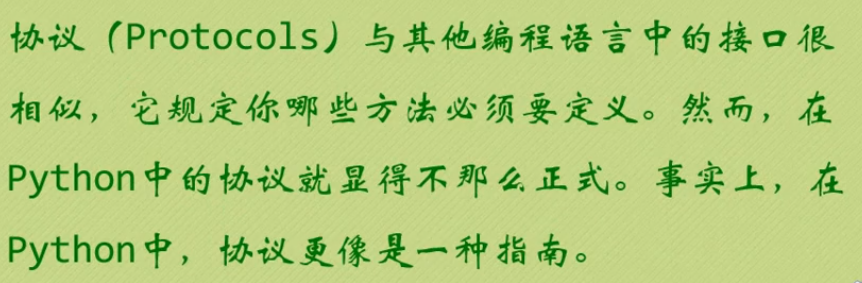 协议（Protocols）与其他编程语言中的接口很
相似，它规定你哪些方法必须要定义。然而，在
Python中的协议就显得不那么正式。事实上，在
Python中，协议更像是一种指南。